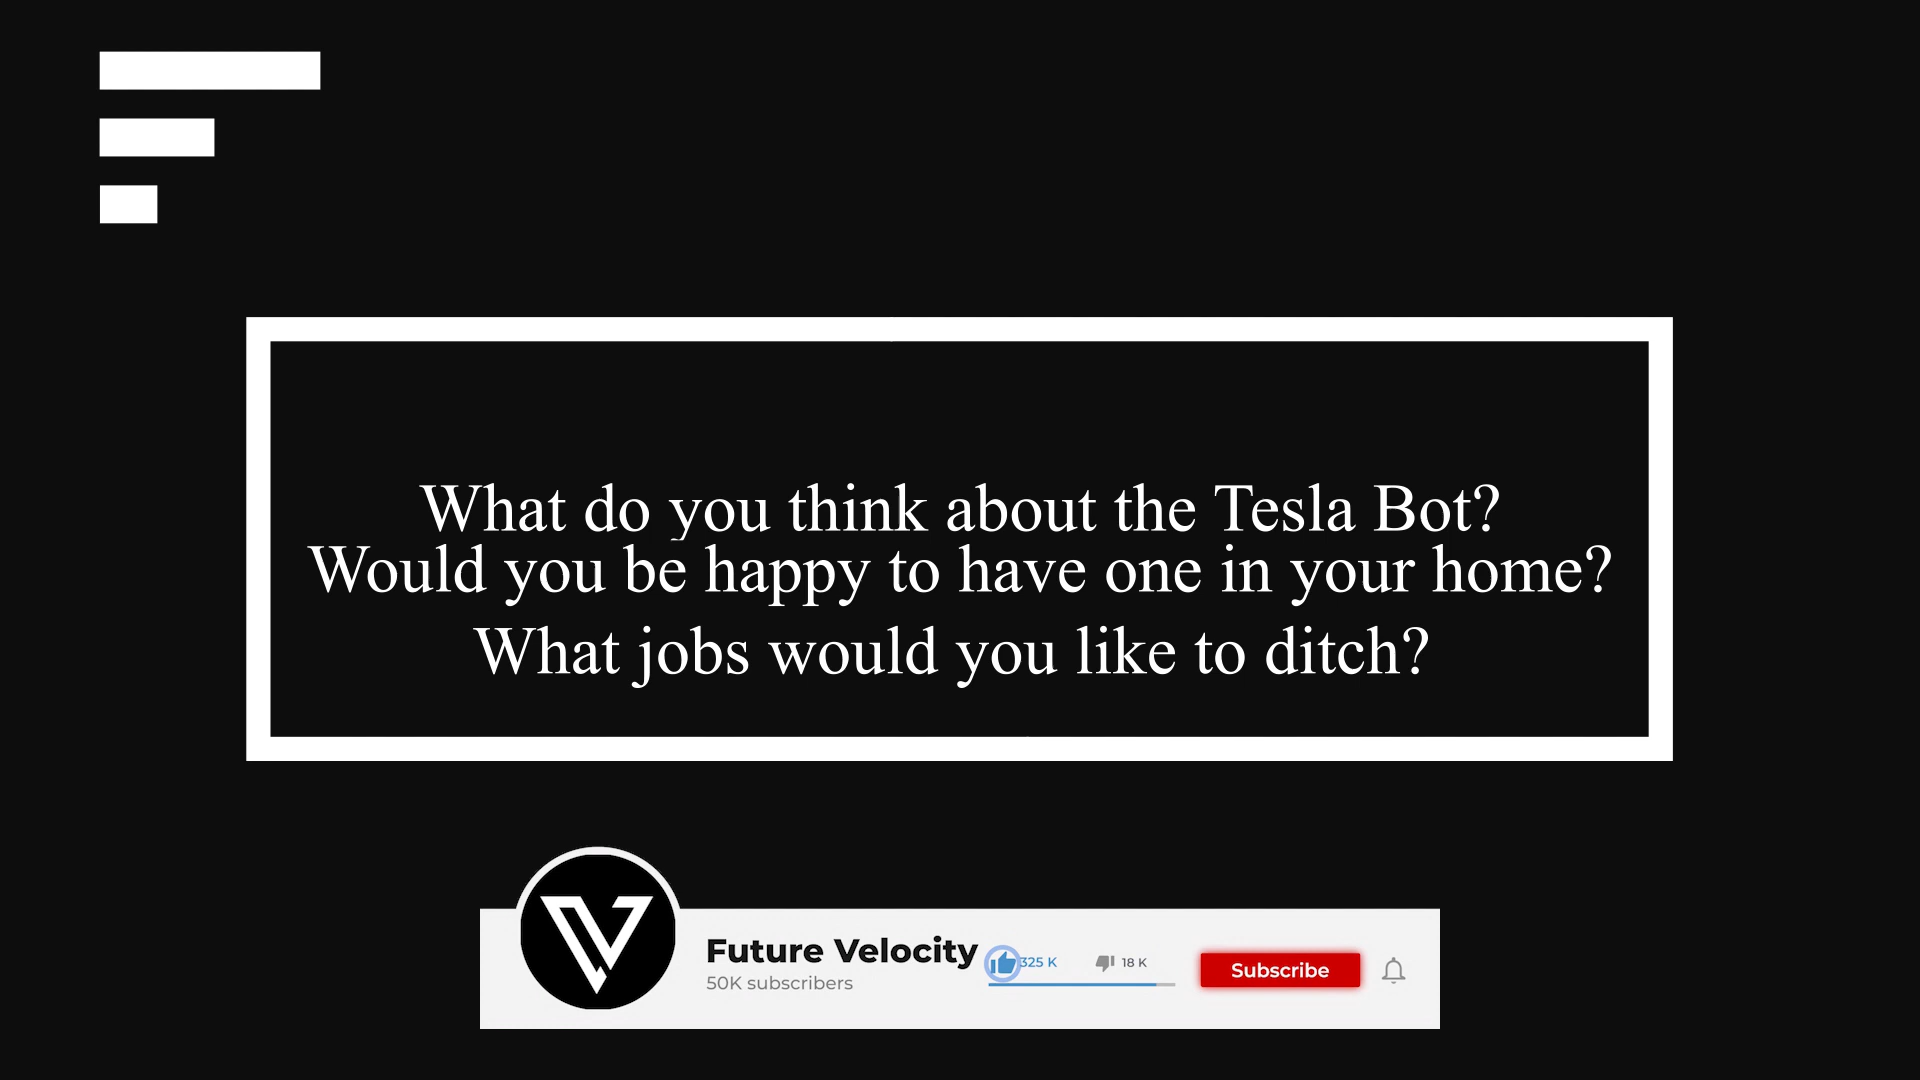 What do you think about the Tesla Bot?
Would you be happy to have one in your home?
What jobs would you like to ditch?
Future Velocity
50K subscribers
325 K
18 K
Subscribe